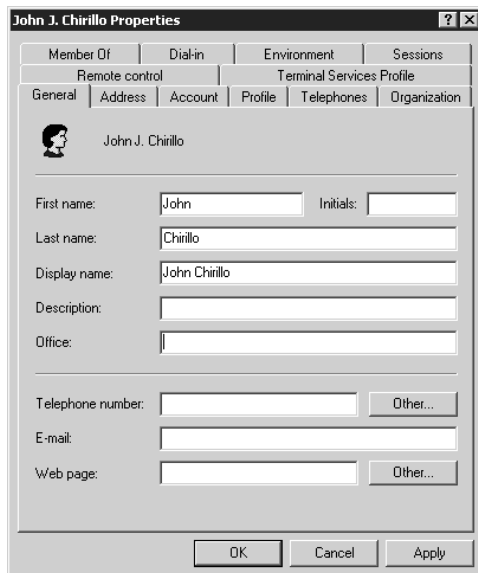 John J. Chirillo Properties
Member Of Dial-in Environment Sessions
Remote control Terminal Services Profile
General Address Account Profile Telephones Organization
John J. Chirillo
First name: John Initials:
Last name: Chirillo
Display name: John Chirillo
Description:
Office:
Telephone number: Other...
E-mail:
Web page: Other...
OK Cancel Apply